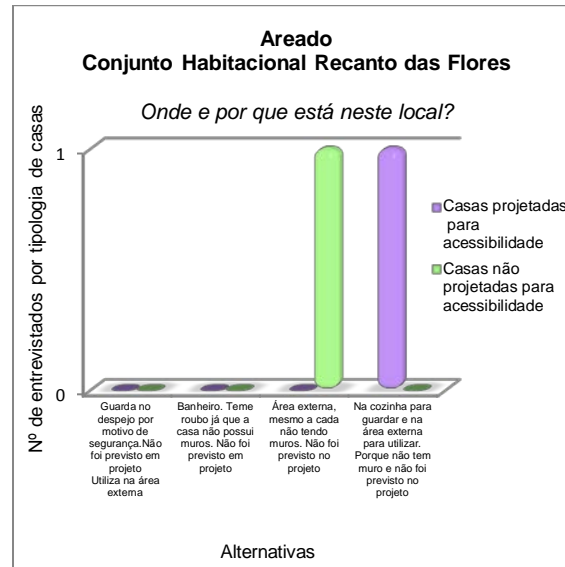 Areado
Conjunto Habitacional Recanto das Flores
Onde e por que está neste local?
Nº de entrevistados por tipologia de casas
1
0
Casas projetadas
para
acessibilidade
Casas não
projetadas para
acessibilidade
Guarda no
despejo por
motivo de
segurança.Não
foi previsto em
projeto
Utiliza na área
externa
Banheiro. Teme
roubo já que a
casa não possui
muros. Não foi
previsto em
projeto
Área externa,
mesmo a cada
não tendo
muros. Não foi
previsto no
projeto
Na cozinha para
guardar e na
área externa
para utilizar.
Porque não tem
muro e não foi
previsto no
projeto
Alternativas